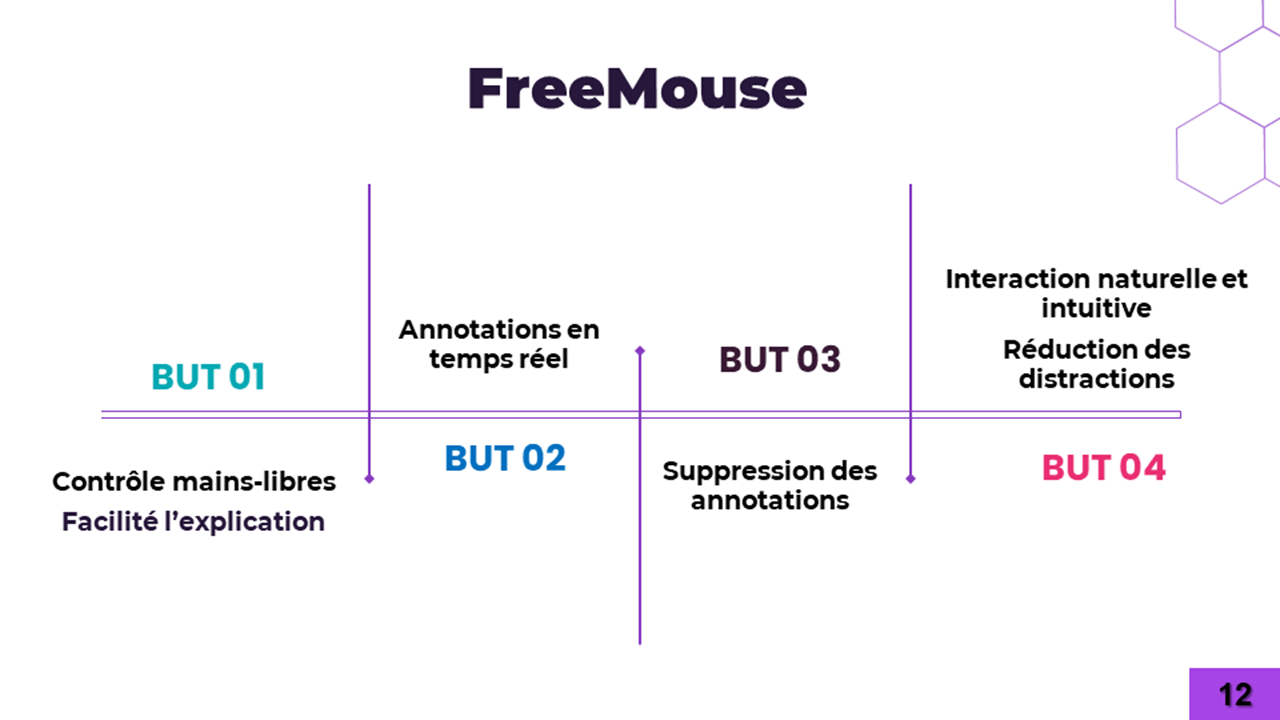 FreeMouse
BUT 01
Contrôle mains-libres
Facilité l’explication
Annotations en
temps réel
BUT 02
BUT 03
Suppression des
annotations
Interaction naturelle et
intuitive
Réduction des
distractions
BUT 04
12